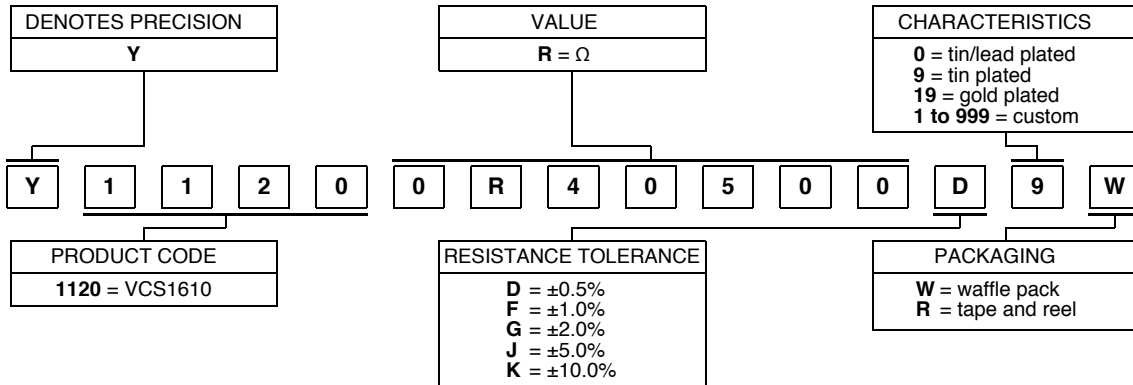 DENOTES PRECISION
Y
VALUE
R = Ω
CHARACTERISTICS
0 = tin/lead plated
9 = tin plated
19 = gold plated
1 to 999 = custom
Y 1 1 2 0 0 R 4 0 5 0 0 D 9 W
PRODUCT CODE
1120 = VCS1610
RESISTANCE TOLERANCE
D = ±0.5%
F = ±1.0%
G = ±2.0%
J = ±5.0%
K = ±10.0%
PACKAGING
W = waffle pack
R = tape and reel